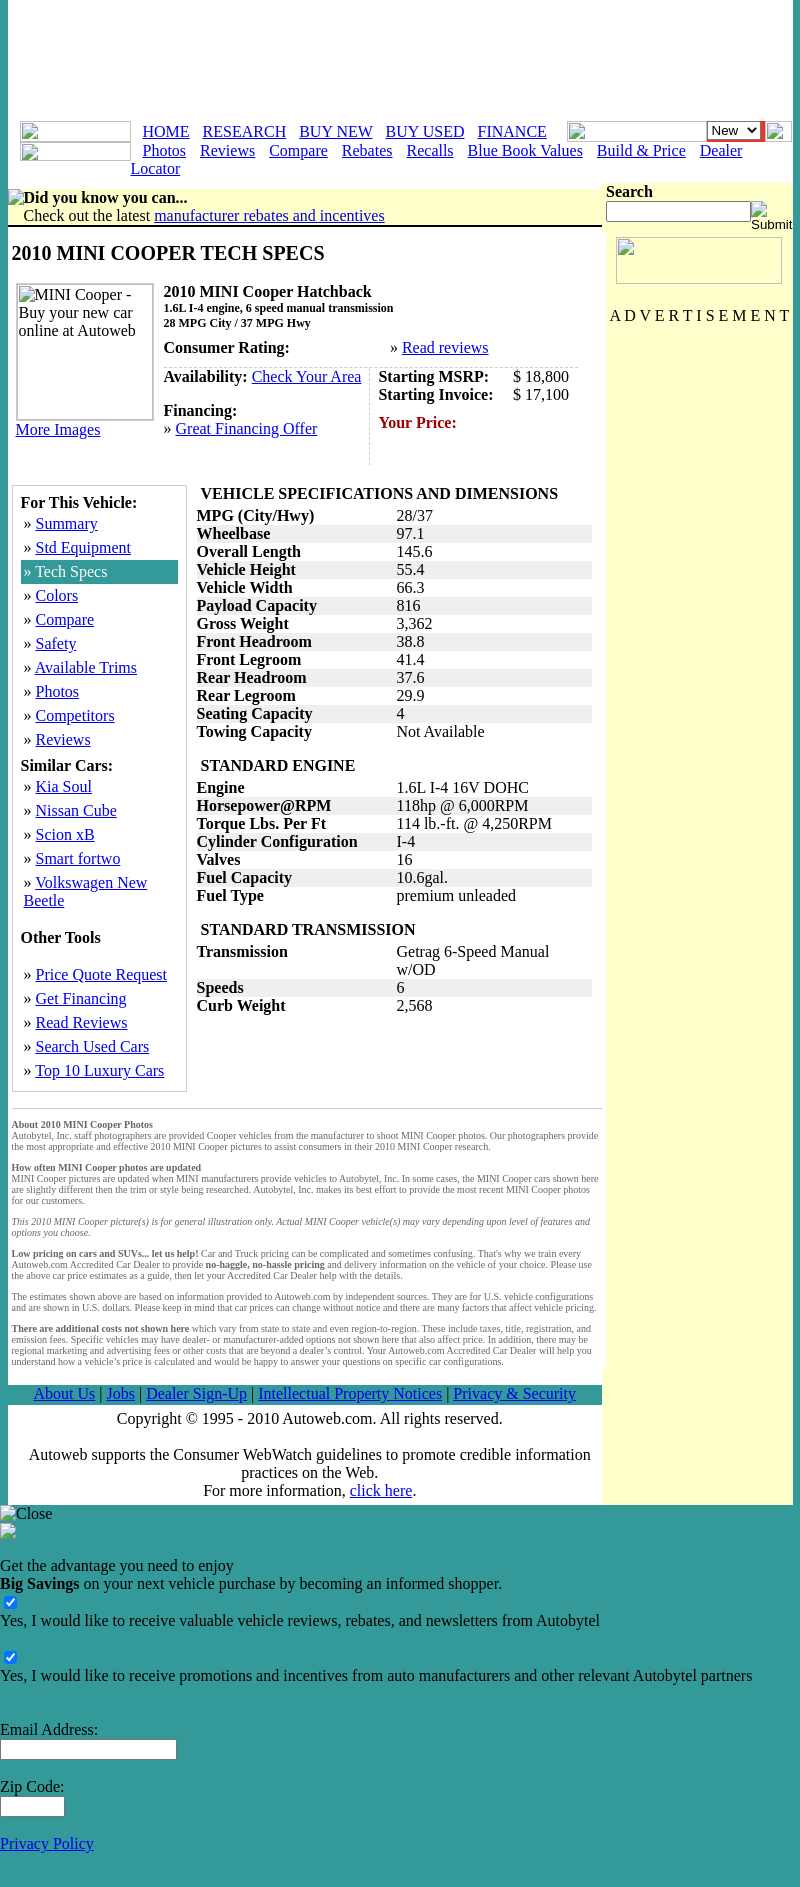 HOME RESEARCH BUY NEW BUY USED FINANCE New
Photos Reviews Compare Rebates Recalls Blue Book Values Build & Price Dealer Locator
Did you know you can...
Check out the latest manufacturer rebates and incentives
Search
Submit
ADVERTISEMENT
2010 MINI COOPER TECH SPECS
MINI Cooper - Buy your new car online at Autoweb
More Images
2010 MINI Cooper Hatchback
1.6L I-4 engine, 6 speed manual transmission
28 MPG City / 37 MPG Hwy
Consumer Rating: » Read reviews
Availability: Check Your Area
Financing:
» Great Financing Offer
Starting MSRP: $ 18,800
Starting Invoice: $ 17,100
Your Price:
For This Vehicle:
» Summary
» Std Equipment
» Tech Specs
» Colors
» Compare
» Safety
» Available Trims
» Photos
» Competitors
» Reviews
Similar Cars:
» Kia Soul
» Nissan Cube
» Scion xB
» Smart fortwo
» Volkswagen New
Beetle
Other Tools
» Price Quote Request
» Get Financing
» Read Reviews
» Search Used Cars
» Top 10 Luxury Cars
VEHICLE SPECIFICATIONS AND DIMENSIONS
MPG (City/Hwy) 28/37
Wheelbase 97.1
Overall Length 145.6
Vehicle Height 55.4
Vehicle Width 66.3
Payload Capacity 816
Gross Weight 3,362
Front Headroom 38.8
Front Legroom 41.4
Rear Headroom 37.6
Rear Legroom 29.9
Seating Capacity 4
Towing Capacity Not Available
STANDARD ENGINE
Engine 1.6L I-4 16V DOHC
Horsepower@RPM 118hp @ 6,000RPM
Torque Lbs. Per Ft 114 lb.-ft. @ 4,250RPM
Cylinder Configuration I-4
Valves 16
Fuel Capacity 10.6gal.
Fuel Type premium unleaded
STANDARD TRANSMISSION
Transmission Getrag 6-Speed Manual
w/OD
Speeds 6
Curb Weight 2,568
About 2010 MINI Cooper Photos
Autobytel, Inc. staff photographers are provided Cooper vehicles from the manufacturer to shoot MINI Cooper photos. Our photographers provide
the most appropriate and effective 2010 MINI Cooper pictures to assist consumers in their 2010 MINI Cooper research.
How often MINI Cooper photos are updated
MINI Cooper pictures are updated when MINI manufacturers provide vehicles to Autobytel, Inc. In some cases, the MINI Cooper cars shown here
are slightly different then the trim or style being researched. Autobytel, Inc. makes its best effort to provide the most recent MINI Cooper photos
for our customers.
This 2010 MINI Cooper picture(s) is for general illustration only. Actual MINI Cooper vehicle(s) may vary depending upon level of features and
options you choose.
Low pricing on cars and SUVs... let us help! Car and Truck pricing can be complicated and sometimes confusing. That's why we train every
Autoweb.com Accredited Car Dealer to provide no-haggle, no-hassle pricing and delivery information on the vehicle of your choice. Please use
the above car price estimates as a guide, then let your Accredited Car Dealer help with the details.
The estimates shown above are based on information provided to Autoweb.com by independent sources. They are for U.S. vehicle configurations
and are shown in U.S. dollars. Please keep in mind that car prices can change without notice and there are many factors that affect vehicle pricing.
There are additional costs not shown here which vary from state to state and even region-to-region. These include taxes, title, registration, and
emission fees. Specific vehicles may have dealer- or manufacturer-added options not shown here that also affect price. In addition, there may be
regional marketing and advertising fees or other costs that are beyond a dealer’s control. Your Autoweb.com Accredited Car Dealer will help you
understand how a vehicle’s price is calculated and would be happy to answer your questions on specific car configurations.
About Us | Jobs | Dealer Sign-Up | Intellectual Property Notices | Privacy & Security
Copyright © 1995 - 2010 Autoweb.com. All rights reserved.
Autoweb supports the Consumer WebWatch guidelines to promote credible information
practices on the Web.
For more information, click here.
Close
Get the advantage you need to enjoy
Big Savings on your next vehicle purchase by becoming an informed shopper.
Yes, I would like to receive valuable vehicle reviews, rebates, and newsletters from Autobytel
Yes, I would like to receive promotions and incentives from auto manufacturers and other relevant Autobytel partners
Email Address:
Zip Code:
Privacy Policy